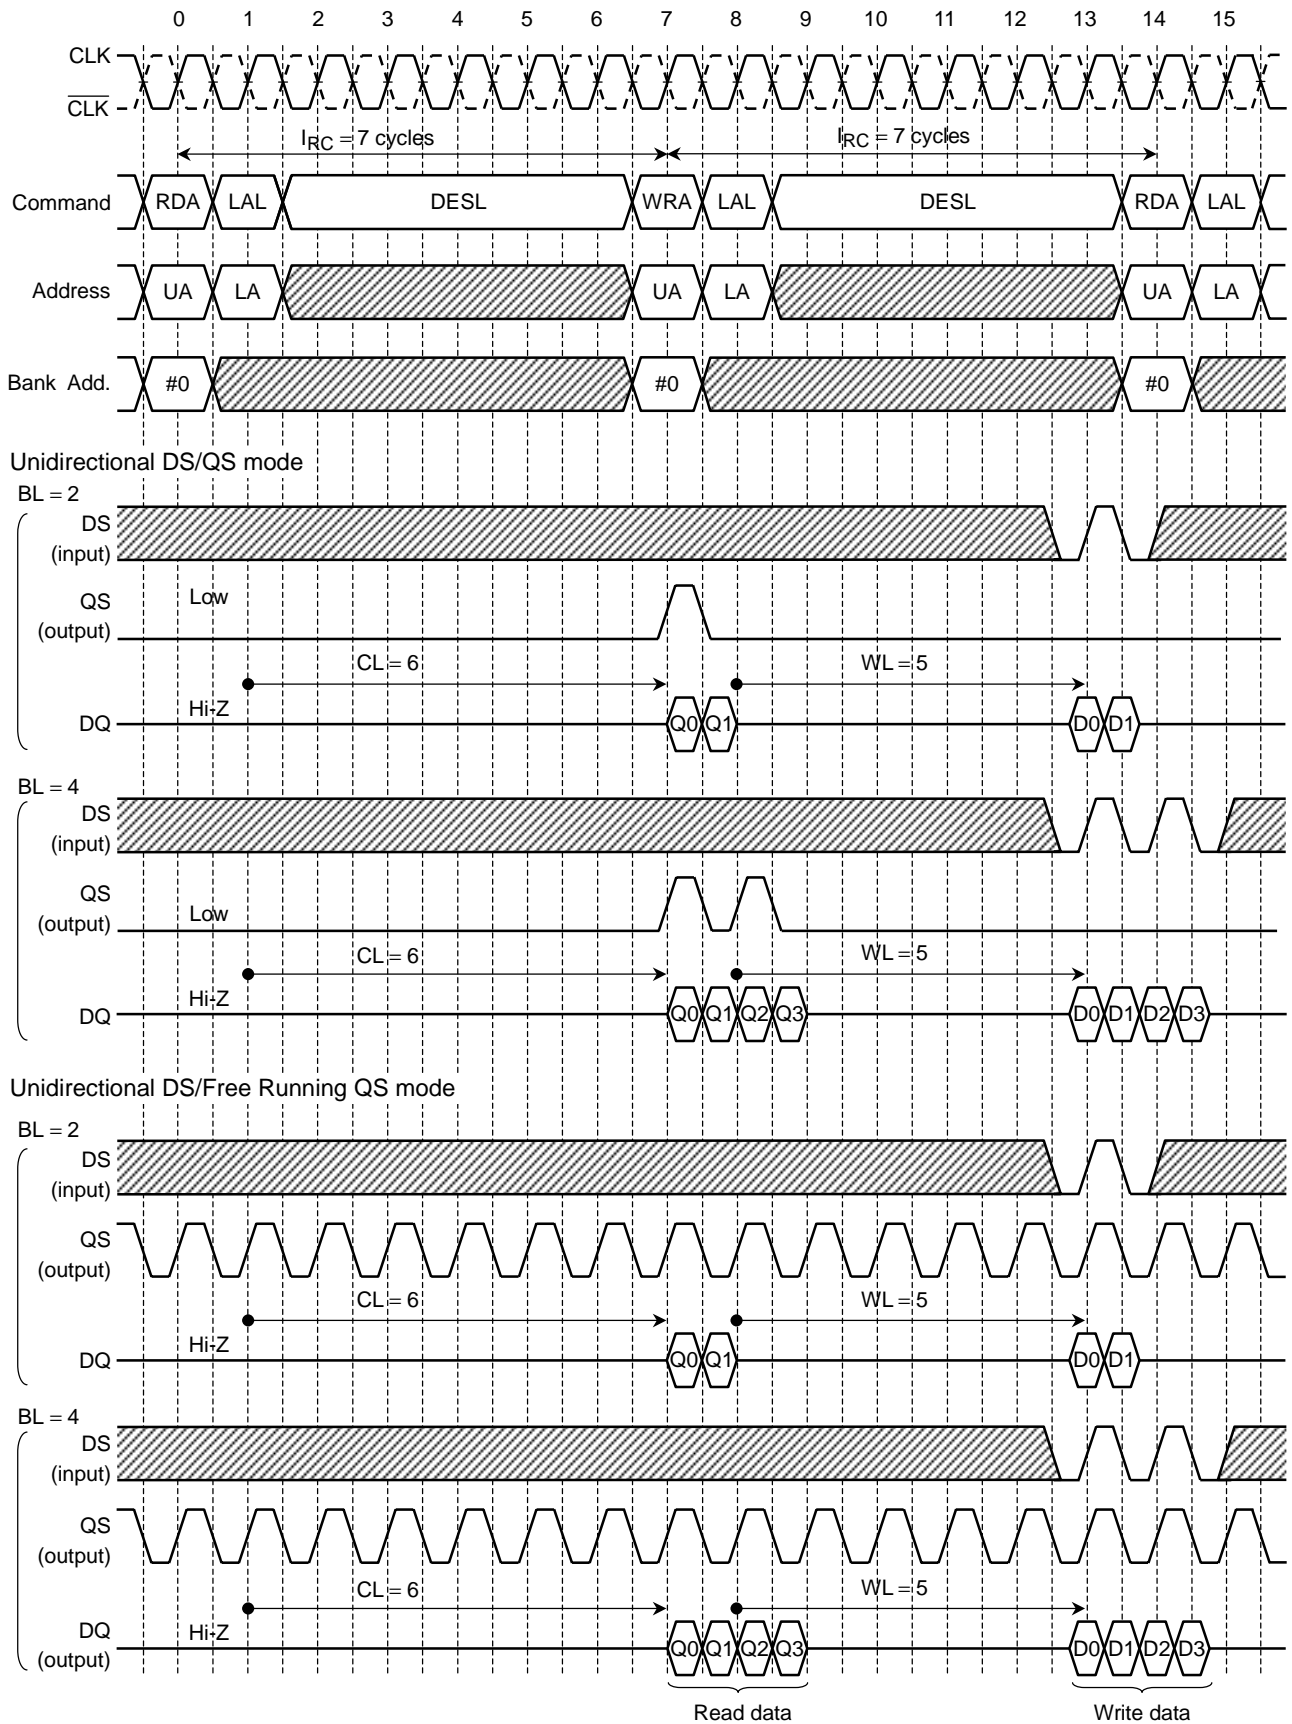 0 1 2 3 4 5 6 7 8 9 10 11 12 13 14 15
CLK
CLK
IRC = 7 cycles IRC = 7 cycles
Command RDA LAL DESL WRA LAL DESL RDA LAL
Address UA LA UA LA UA LA
Bank Add. #0 #0 #0
Unidirectional DS/QS mode
BL = 2
DS
(input)
QS Low
(output)
CL = 6 WL = 5
Hi-Z
DQ Q0 Q1 D0 D1
BL = 4
DS
(input)
QS
(output) Low
CL = 6 WL = 5
Hi-Z
DQ Q0 Q1 Q2 Q3 D0 D1 D2 D3
Unidirectional DS/Free Running QS mode
BL = 2
DS
(input)
QS
(output)
CL = 6 WL = 5
Hi-Z
DQ Q0 Q1 D0 D1
BL = 4
DS
(input)
QS
(output)
CL = 6 WL = 5
DQ Hi-Z
(output) Q0 Q1 Q2 Q3 D0 D1 D2 D3
Read data Write data